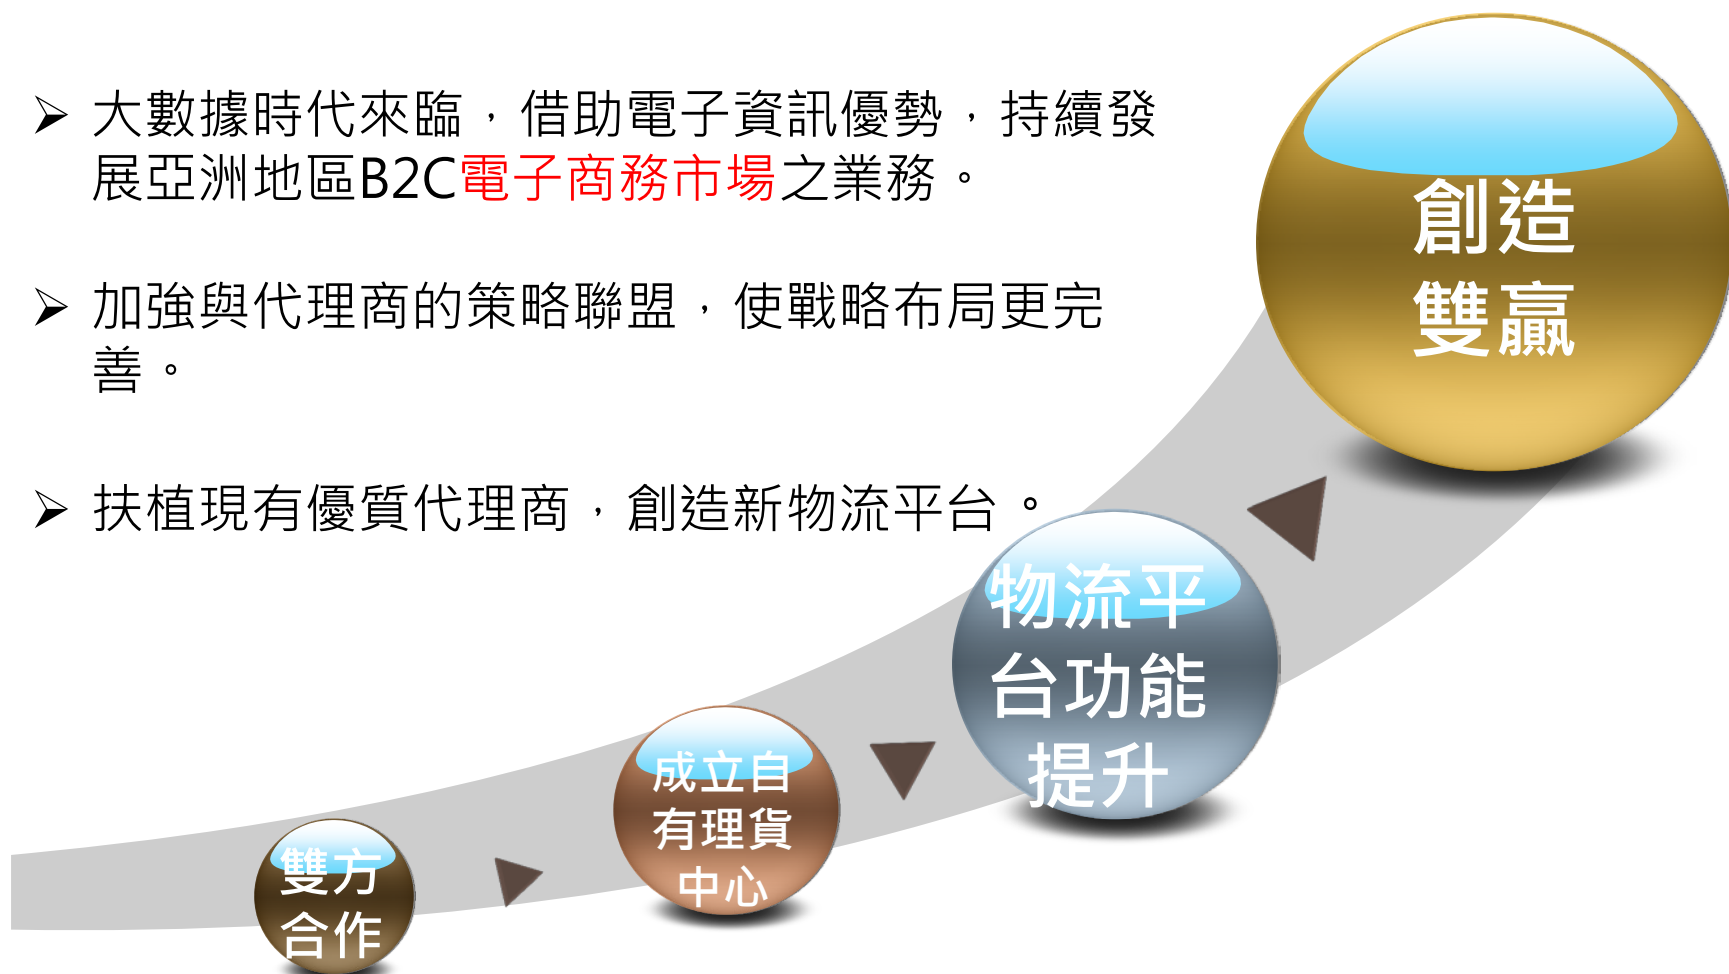 大數據時代來臨，借助電子資訊優勢，持續發
展亞洲地區B2C電子商務市場之業務。
加強與代理商的策略聯盟，使戰略布局更完
善。
扶植現有優質代理商，創造新物流平台。
創造
雙贏
物流平
台功能
提升
成立自
有理貨
中心
雙方
合作